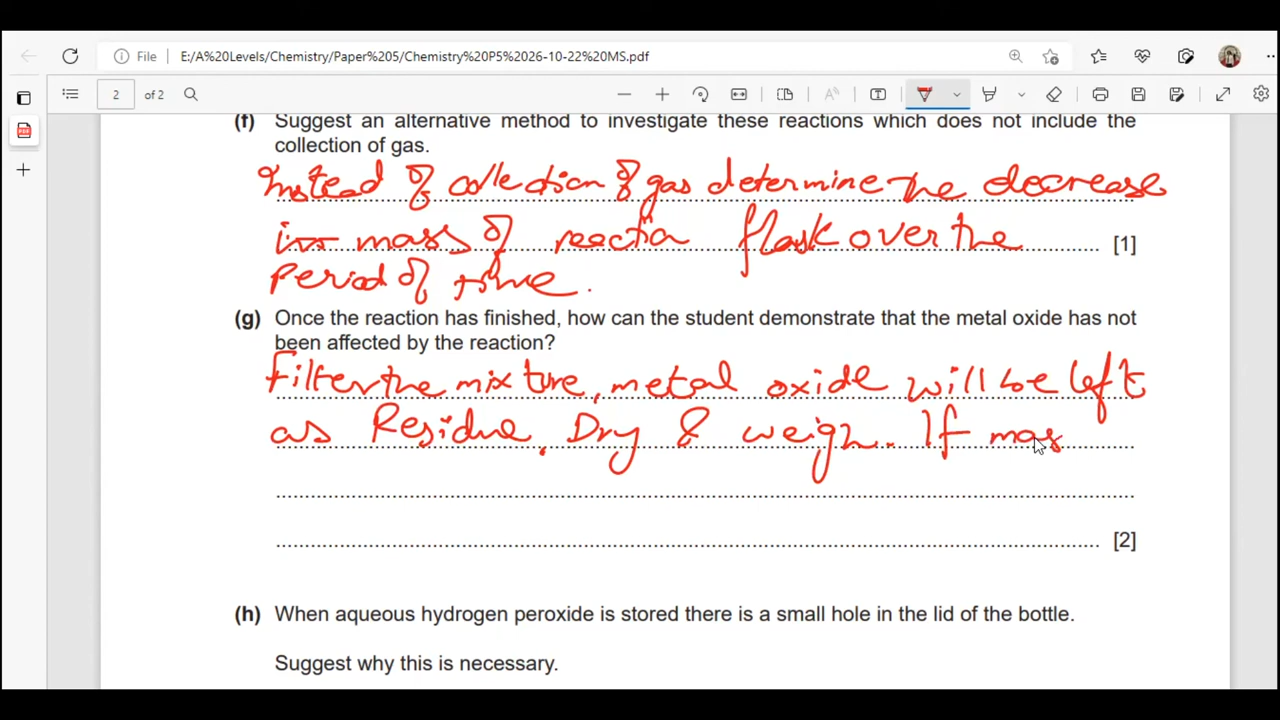 File E:/A%20Levels/Chemistry/Paper%205/Chemistry%20P5%2026-10-22%20MS.pdf
2 of 2
(f) Suggest an alternative method to investigate these reactions which does not include the
collection of gas.
Instead of collection of gas determine the decrease
in mass of reaction flask over the [1]
Period of time.
(g) Once the reaction has finished, how can the student demonstrate that the metal oxide has not
been affected by the reaction?
Filter the mixture, metal oxide will be left
as Residue. Dry & weigh. If mas
[2]
(h) When aqueous hydrogen peroxide is stored there is a small hole in the lid of the bottle.
Suggest why this is necessary.